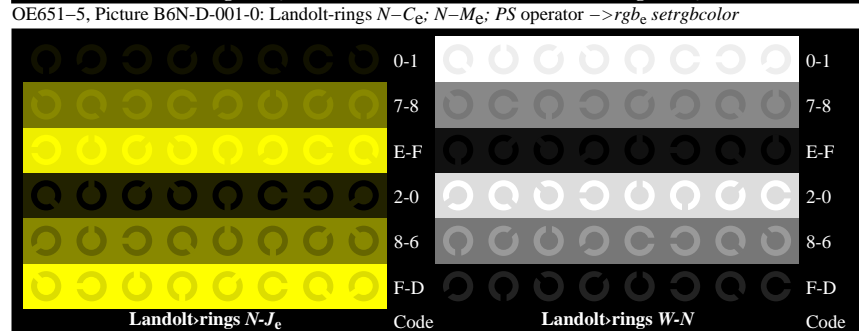 OE651–5, Picture B6N-D-001-0: Landolt-rings N–Ce; N–Me; PS operator –>rgbe setrgbcolor
0-1
0-1
7-8
7-8
E-F
E-F
2-0
2-0
8-6
8-6
F-D
F-D
Landolt›rings N-Je
Code
Landolt›rings W-N
Code